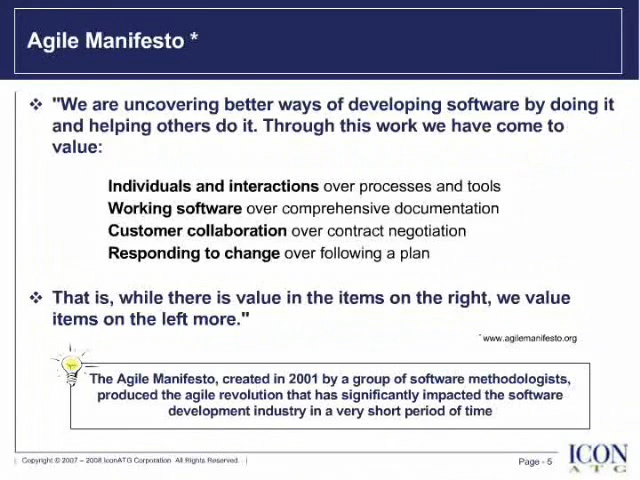 Agile Manifesto *
❖ "We are uncovering better ways of developing software by doing it
and helping others do it. Through this work we have come to
value:
Individuals and interactions over processes and tools
Working software over comprehensive documentation
Customer collaboration over contract negotiation
Responding to change over following a plan
❖ That is, while there is value in the items on the right, we value
items on the left more."
* www.agilemanifesto.org
The Agile Manifesto, created in 2001 by a group of software methodologists,
produced the agile revolution that has significantly impacted the software
development industry in a very short period of time
Copyright © 2007 – 2008 IconATG Corporation. All Rights Reserved. |
Page - 5
ICON
ATG